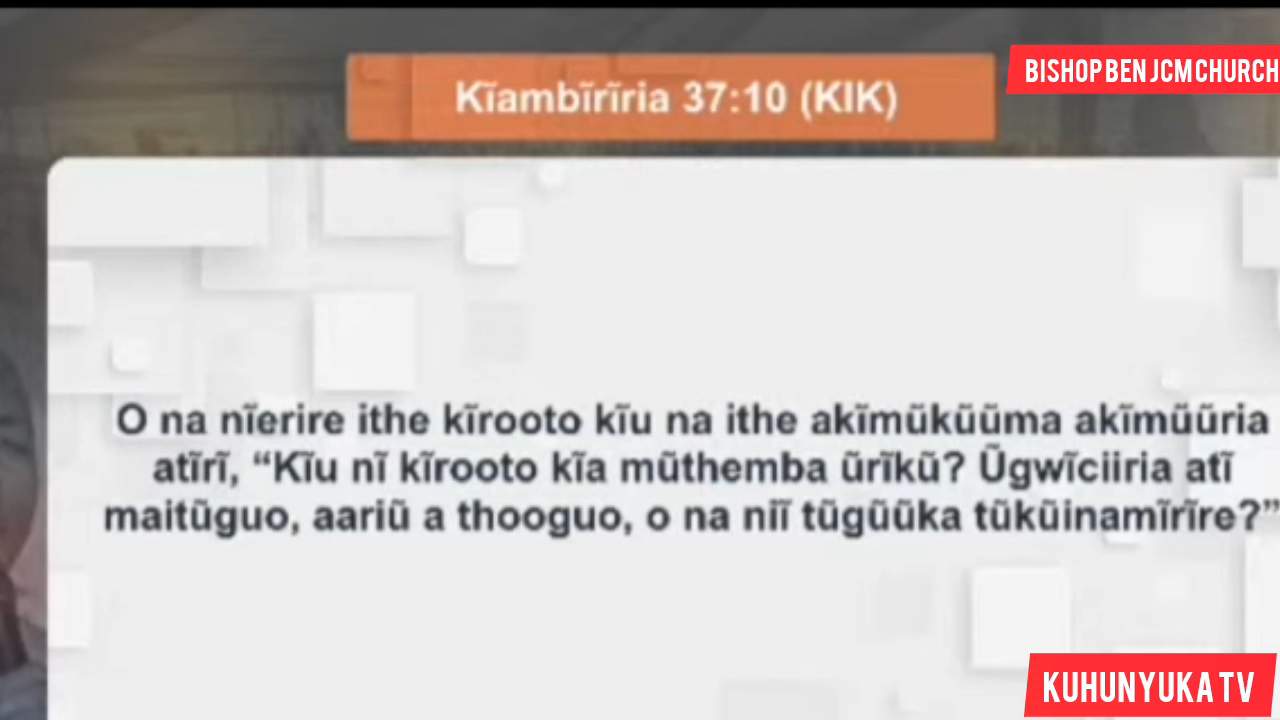 Kĩambĩrĩria 37:10 (KIK)
BISHOP BEN JCM CHURCH
O na nĩerire ithe kĩrooto kĩu na ithe akĩmũkũũma akĩmũũria
atĩrĩ, “Kĩu nĩ kĩrooto kĩa mũthemba ũrĩkũ? Ũgwĩciiria atĩ
maitũguo, aariũ a thooguo, o na niĩ tũgũũka tũkũinamĩrĩre?”
KUHUNYUKA TV